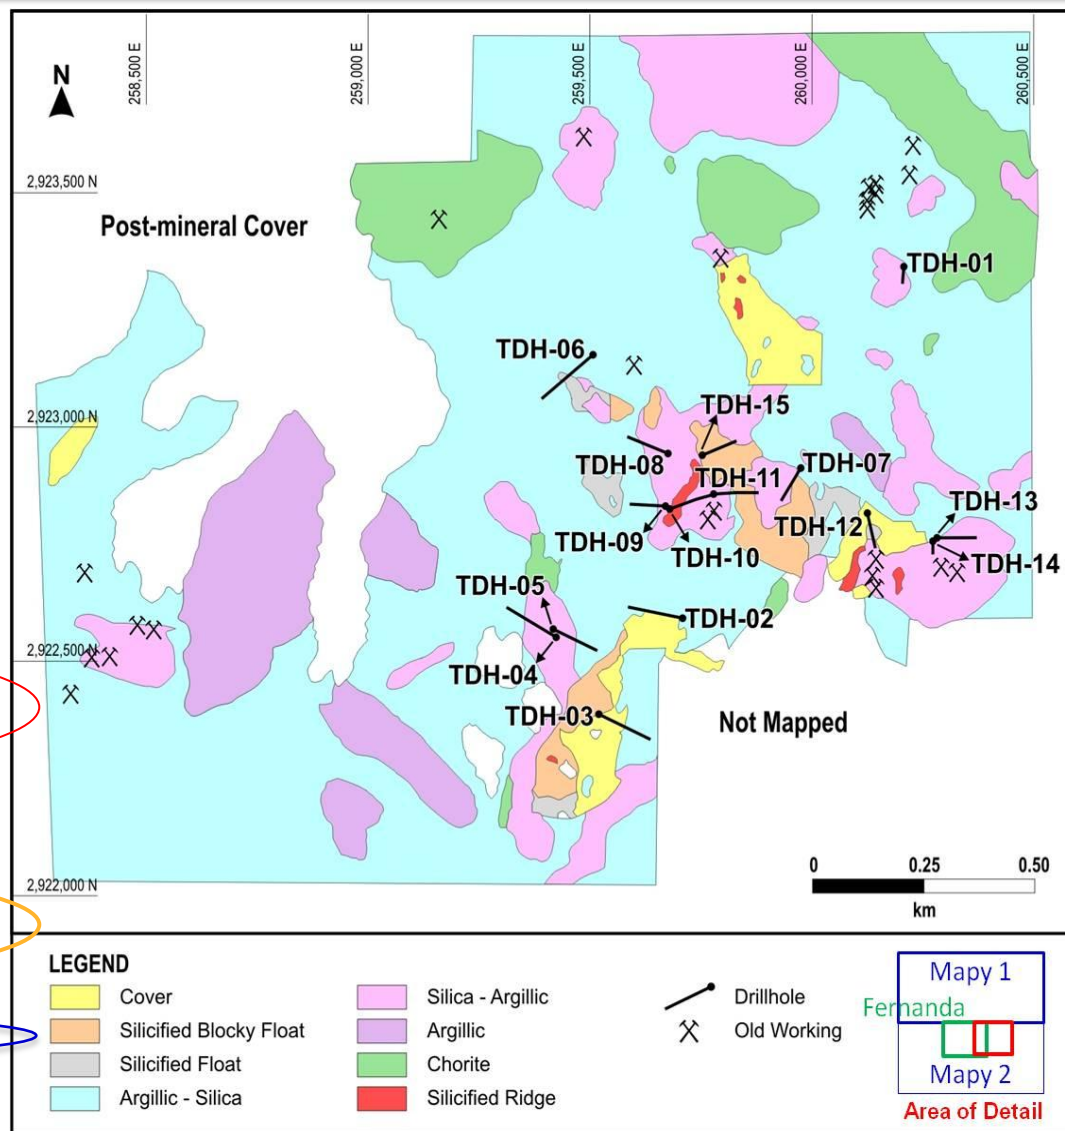 258,500 E
259,000 E
259,500 E
260,000 E
260,500 E
N
2,923,500 N
Post-mineral Cover
TDH-01
TDH-06
2,923,000 N
TDH-15
TDH-08
TDH-11
TDH-07
TDH-13
TDH-12
TDH-09
TDH-10
TDH-14
TDH-05
TDH-02
2,922,500 N
TDH-04
TDH-03
Not Mapped
0 0.25 0.50
km
2,922,000 N
LEGEND
Cover
Silicified Blocky Float
Silicified Float
Argillic - Silica
Silica - Argillic
Argillic
Chorite
Silicified Ridge
Drillhole
Old Working
Mapy 1
Fernanda
Mapy 2
Area of Detail